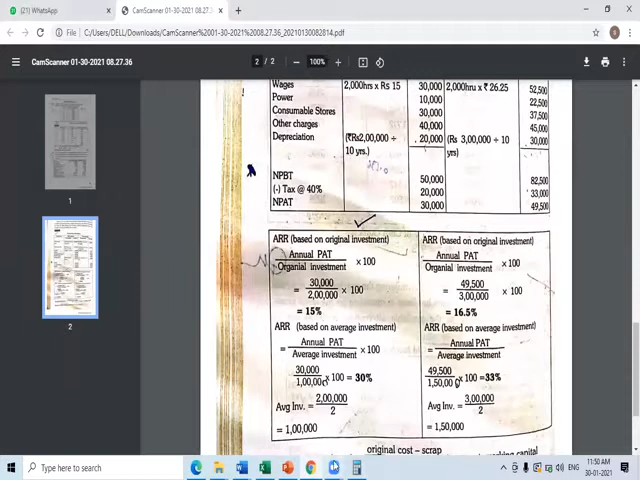 (21) WhatsApp
CamScanner 01-30-2021 08.27.36
File | C:/Users/DELL/Downloads/CamScanner%2001-30-2021%2008.27.36_20210130082814.pdf
CamScanner 01-30-2021 08.27.36
2 / 2
100%
1
2
Wages 2,000hrs x Rs 15 30,000 2,000hru x ₹ 26.25 52,500
Power 10,000 22,500
Consumable Stores 30,000 37,500
Other charges 40,000 45,000
Depreciation (₹Rs2,00,000 ÷ 10 yrs.) 20,000 (Rs 3,00,000 ÷ 10 yrs) 30,000
NPBT 50,000 82,500
(-) Tax @ 40% 20,000 33,000
NPAT 30,000 49,500
ARR (based on original investment) ARR (based on original investment)
Annual PAT / Organial investment × 100 Annual PAT / Organial investment × 100
= 30,000 / 2,00,000 × 100 = 49,500 / 3,00,000 × 100
= 15% = 16.5%
ARR (based on average investment) ARR (based on average investment)
= Annual PAT / Average investment × 100 = Annual PAT / Average investment
30,000 / 1,00,000 × 100 = 30% 49,500 / 1,50,000 × 100 = 33%
Avg Inv. = 2,00,000 / 2 Avg Inv. = 3,00,000 / 2
= 1,00,000 = 1,50,000
original cost – scrap
capital
Type here to search
ENG
11:50 AM
30-01-2021